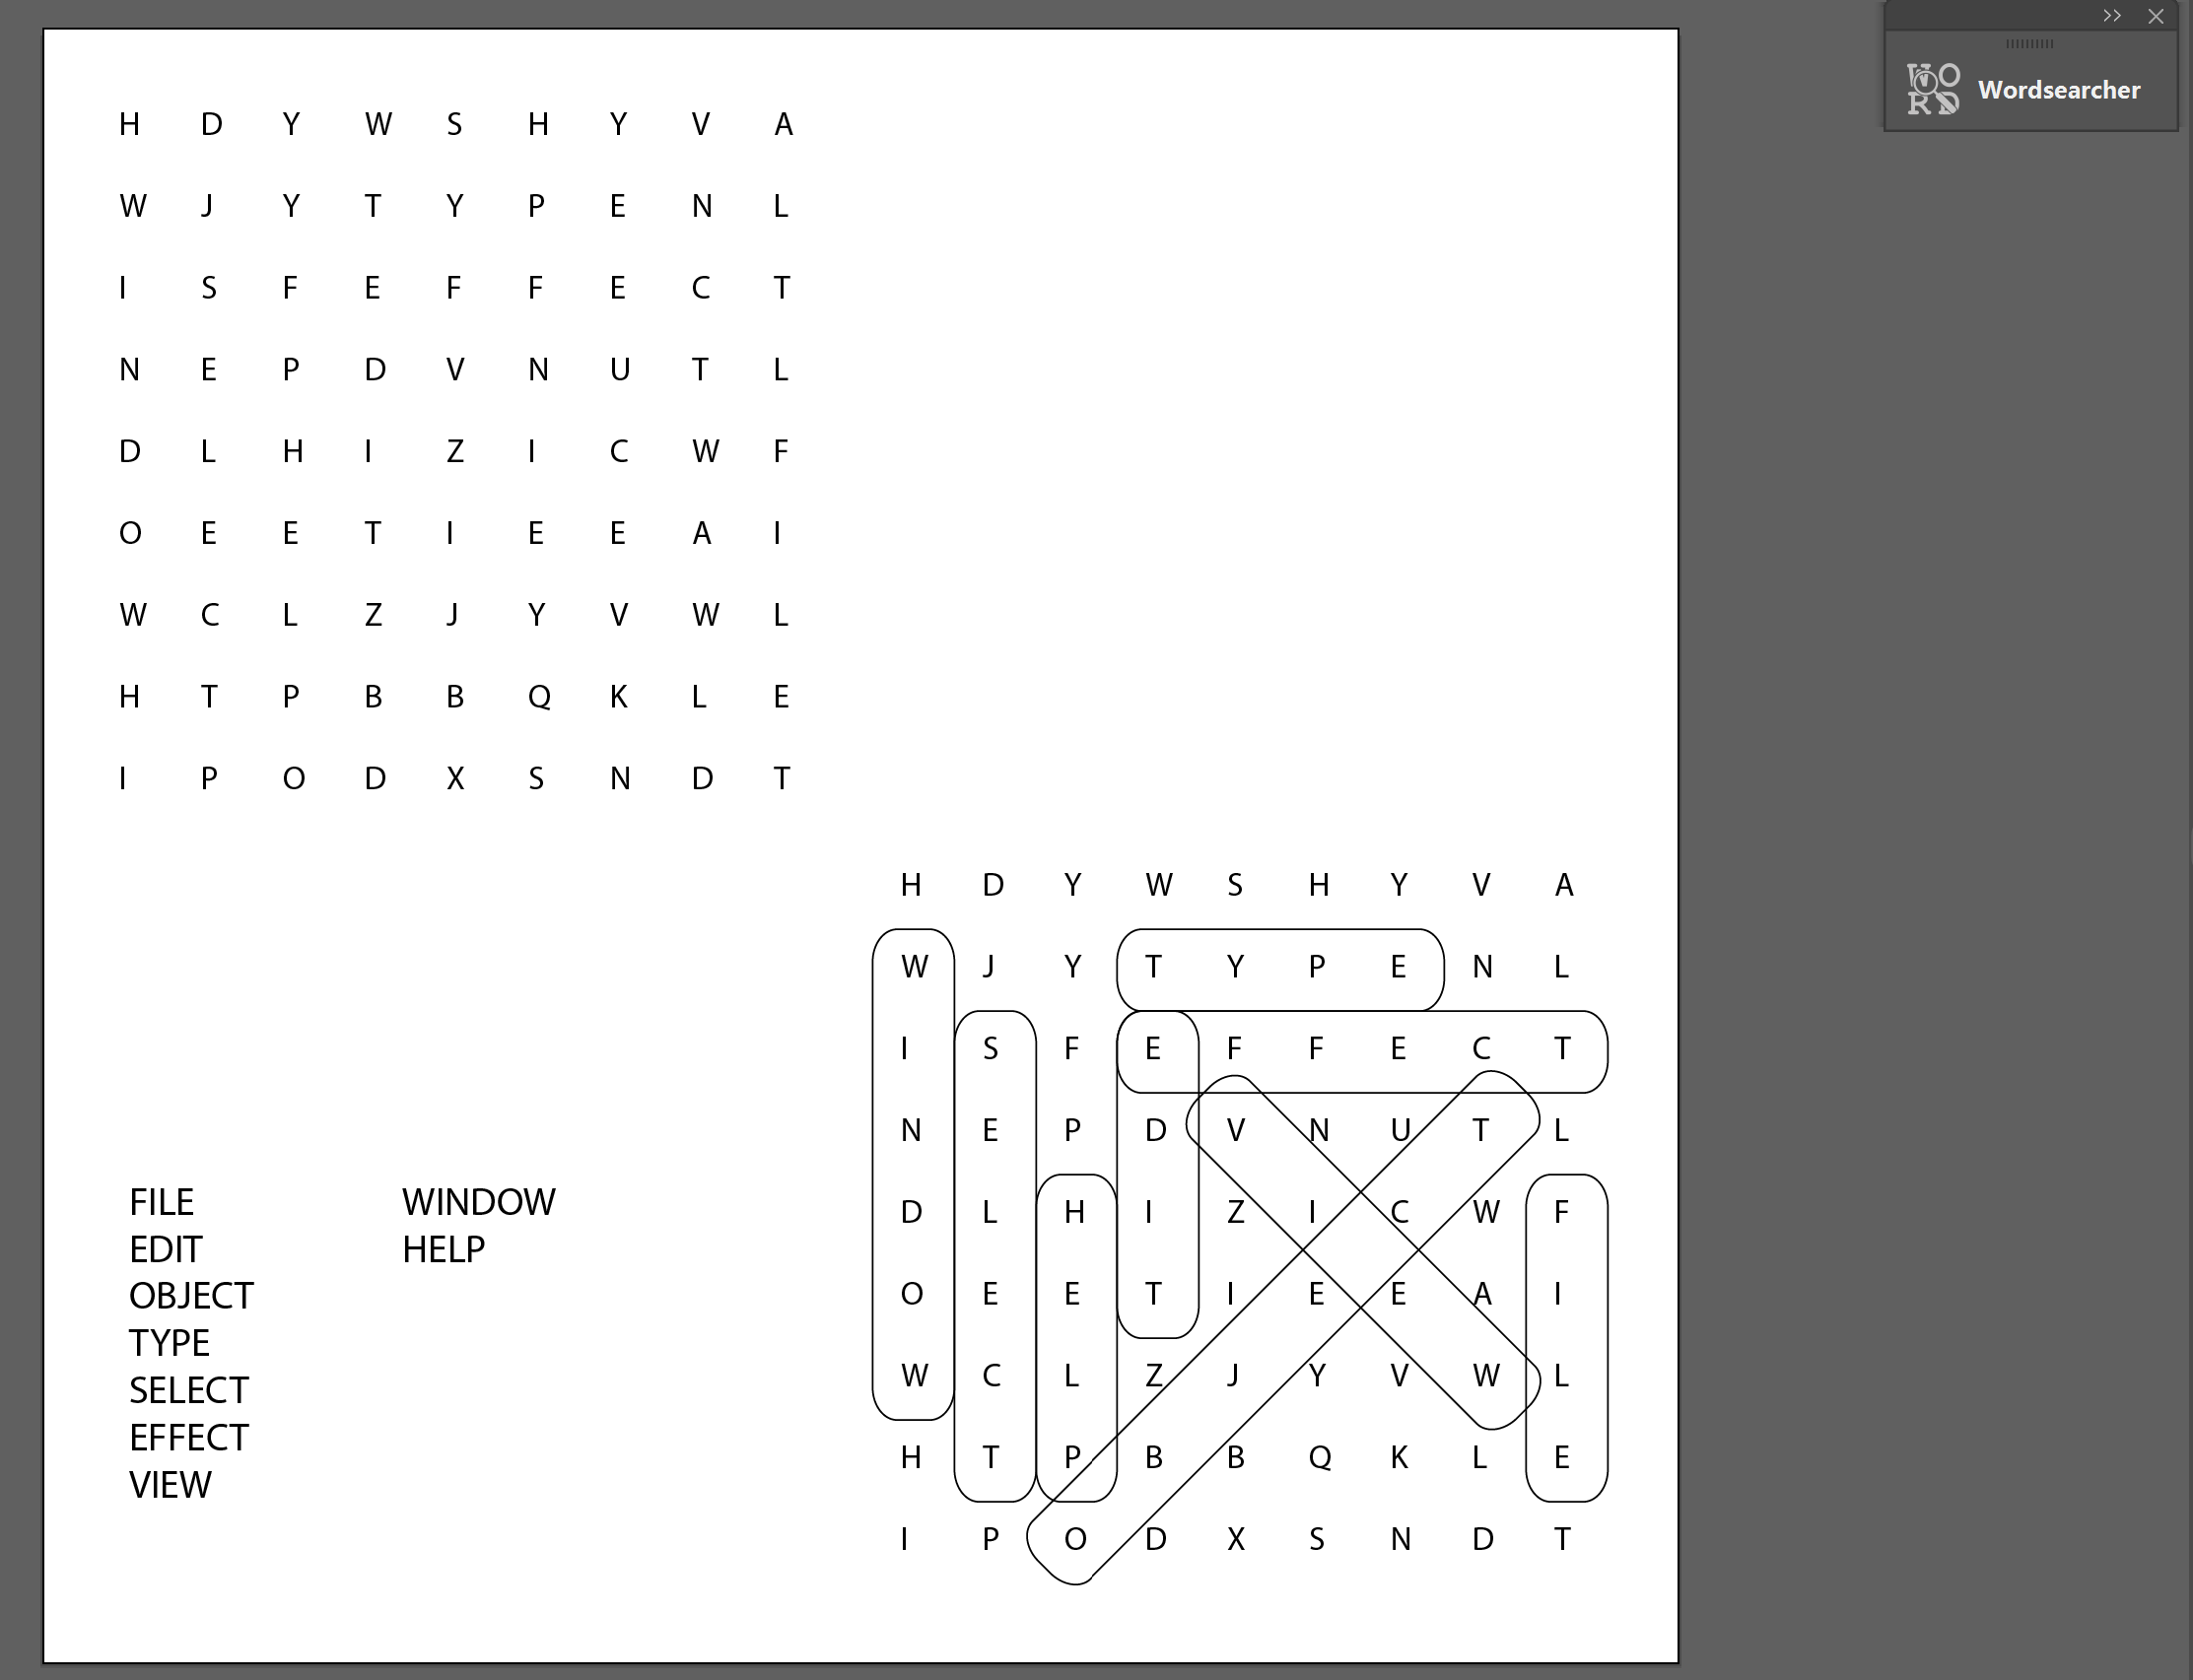 Wordsearcher
H D Y W S H Y V A
W J Y T Y P E N L
I S F E F F E C T
N E P D V N U T L
D L H I Z I C W F
O E E T I E E A I
W C L Z J Y V W L
H T P B B Q K L E
I P O D X S N D T
H D Y W S H Y V A
W J Y T Y P E N L
I S F E F F E C T
N E P D V N U T L
D L H I Z I C W F
O E E T I E E A I
W C L Z J Y V W L
H T P B B Q K L E
I P O D X S N D T
FILE
EDIT
OBJECT
TYPE
SELECT
EFFECT
VIEW
WINDOW
HELP